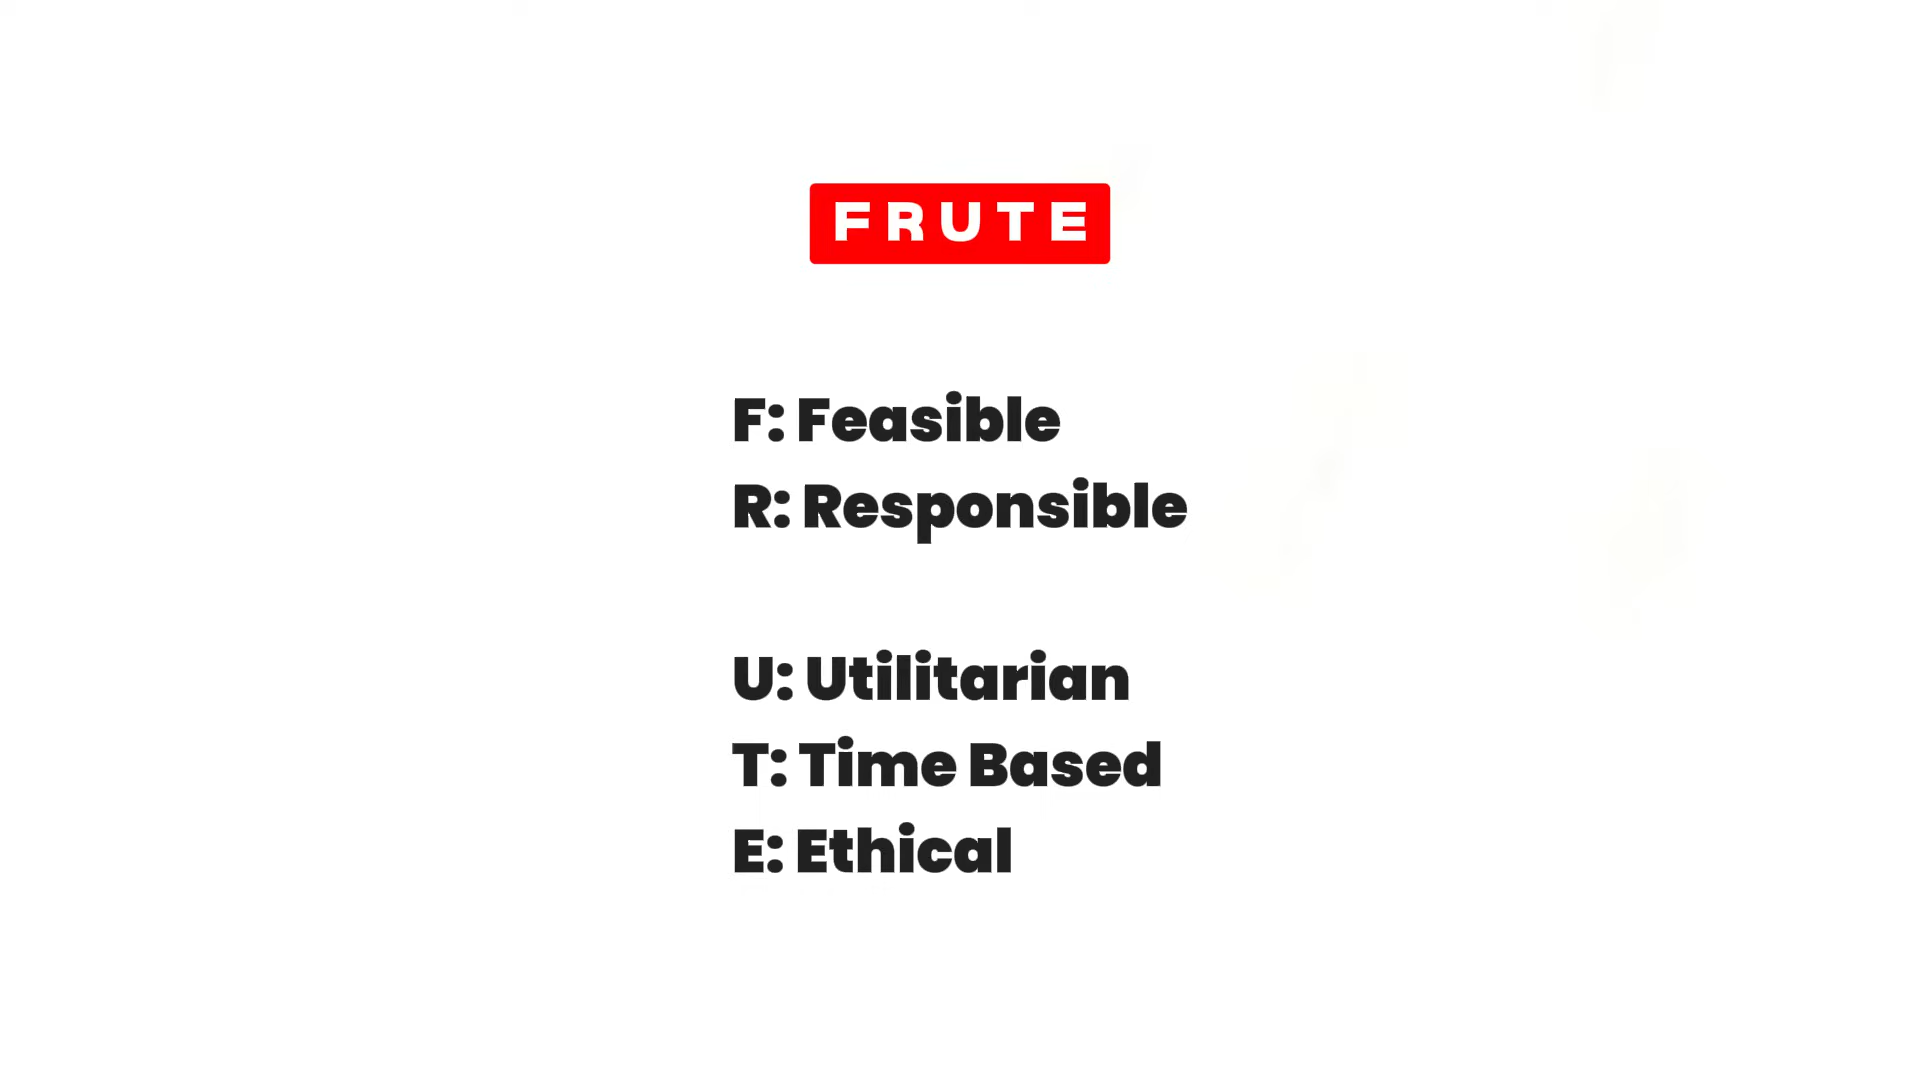 FRUTE
F: Feasible
R: Responsible
U: Utilitarian
T: Time Based
E: Ethical